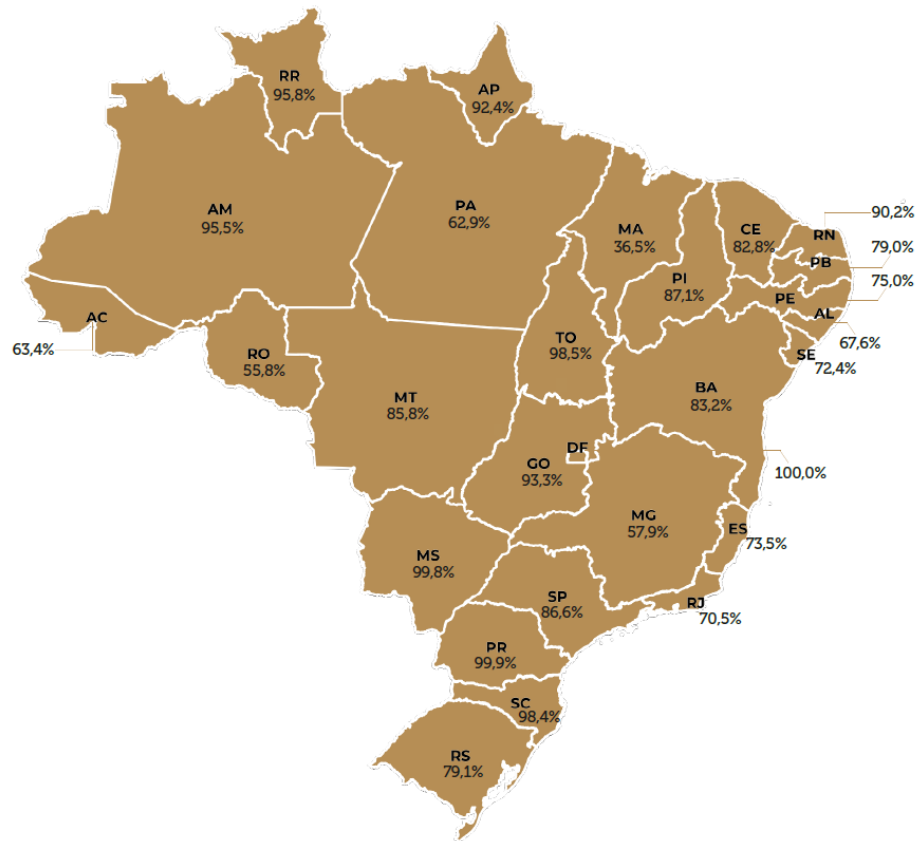 RR
95,8%
AP
92,4%
AM
95,5%
PA
62,9%
MA
36,5%
CE
82,8%
RN
90,2%
PB
79,0%
PE
75,0%
AL
67,6%
SE
72,4%
PI
87,1%
AC
63,4%
RO
55,8%
TO
98,5%
BA
83,2%
MT
85,8%
DF
100,0%
GO
93,3%
MG
57,9%
ES
73,5%
MS
99,8%
SP
86,6%
RJ
70,5%
PR
99,9%
SC
98,4%
RS
79,1%